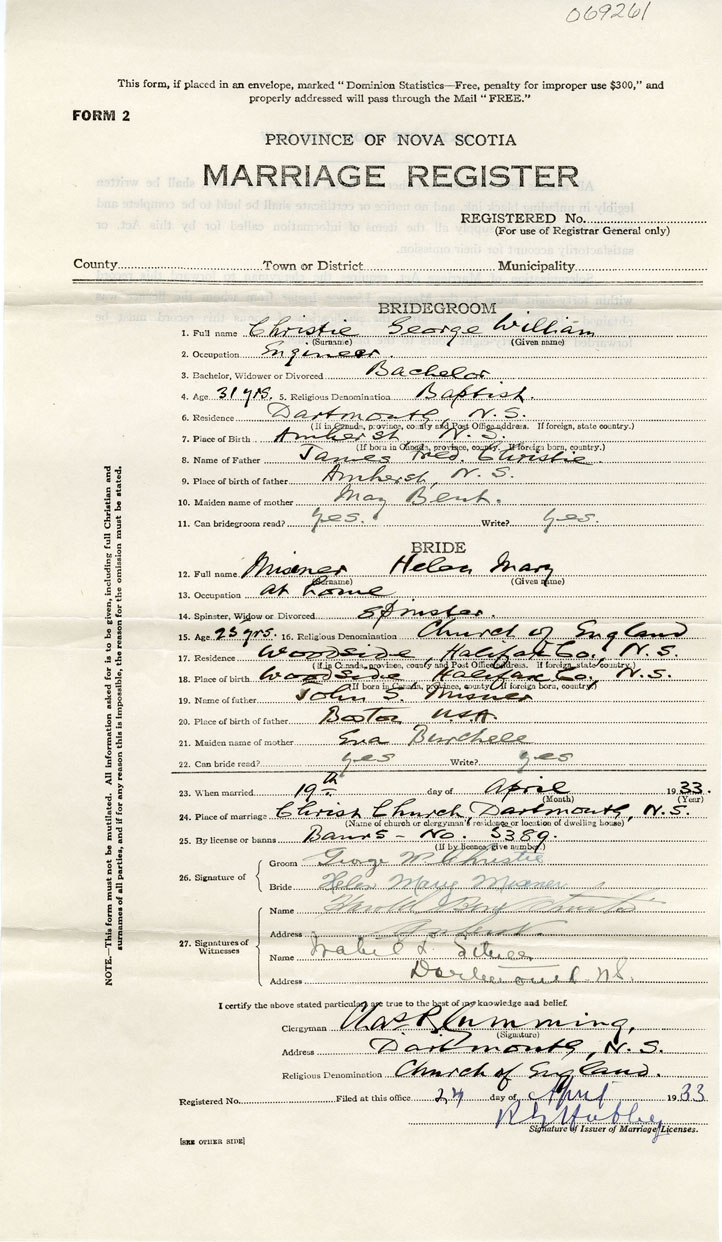 069261
This form, if placed in an envelope, marked "Dominion Statistics—Free, penalty for improper use $300," and
properly addressed will pass through the Mail "FREE."
FORM 2
PROVINCE OF NOVA SCOTIA
MARRIAGE REGISTER
REGISTERED No.
(For use of Registrar General only)
County Town or District Municipality
BRIDEGROOM
1. Full name Christie George William
(Surname) (Given name)
2. Occupation Engineer.
3. Bachelor, Widower or Divorced Bachelor
4. Age 31 yrs. 5. Religious Denomination Baptist.
6. Residence Dartmouth, N.S.
(If in Canada, province, county and Post Office address. If foreign, state country.)
7. Place of Birth Amherst, N.S.
(If born in Canada, province, county. If foreign born, country.)
8. Name of Father James Fred Christie
9. Place of birth of father Amherst, N.S.
10. Maiden name of mother May Bent.
11. Can bridegroom read? yes. Write? yes.
BRIDE
12. Full name Misener Helen Mary
(Surname) (Given name)
13. Occupation at home
14. Spinster, Widow or Divorced spinster.
15. Age 25 yrs. 16. Religious Denomination Church of England
17. Residence Woodside, Halifax Co., N.S.
(If in Canada, province, county and Post Office address. If foreign, state country.)
18. Place of birth Woodside Halifax Co., N.S.
(If born in Canada, province, county. If foreign born, country.)
19. Name of father John S. Misener
20. Place of birth of father Boston USA
21. Maiden name of mother Eva Burchell
22. Can bride read? yes Write? yes
23. When married 19th day of April 1933.
(Month) (Year)
24. Place of marriage Christ Church, Dartmouth, N.S.
(Name of church or clergyman's residence or location of dwelling house)
25. By license or banns Banns - No. 5389.
(If by license, give number)
26. Signature of
Groom George W. Christie
Bride Helen Mary Misener
27. Signatures of
Witnesses
Name Harold
Address
Name Isabel L.
Address Dartmouth N.S.
I certify the above stated particulars are true to the best of my knowledge and belief.
Clergyman Chas R Cumming,
(Signature)
Address Dartmouth, N.S.
Religious Denomination Church of England.
Registered No. Filed at this office 24 day of April 1933
Signature of Issuer of Marriage Licenses.
[SEE OTHER SIDE]
NOTE.—This form must not be mutilated. All information asked for is to be given, including full Christian and
surnames of all parties, and if for any reason this is impossible, the reason for the omission must be stated.